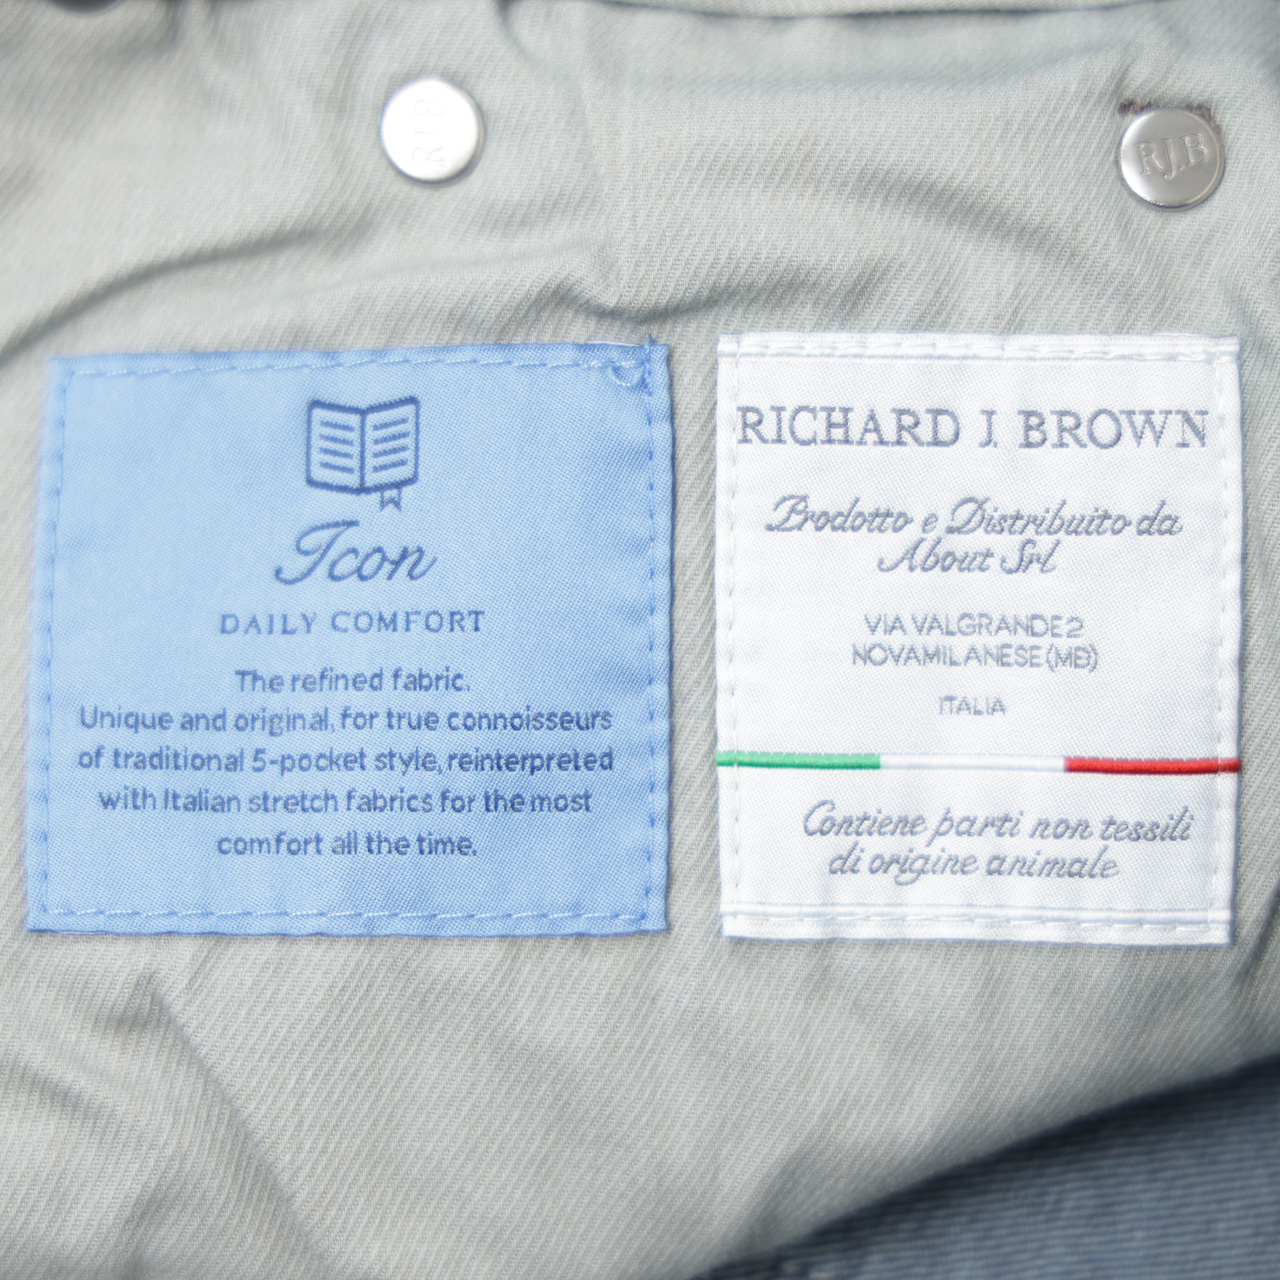 RJ.B
RJ.B
Icon
DAILY COMFORT
The refined fabric.
Unique and original, for true connoisseurs
of traditional 5-pocket style, reinterpreted
with Italian stretch fabrics for the most
comfort all the time.
RICHARD J. BROWN
Prodotto e Distribuito da
About Srl
VIA VALGRANDE 2
NOVA MILANESE (MB)
ITALIA
Contiene parti non tessili
di origine animale